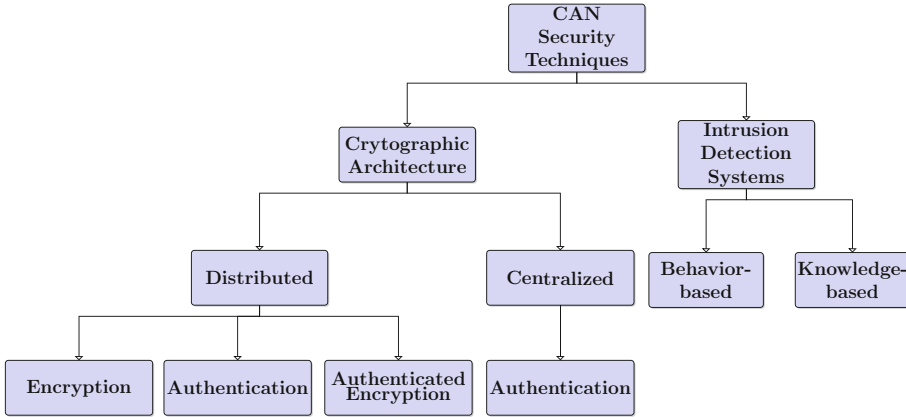 CAN
Security
Techniques
Crytographic
Architecture
Intrusion
Detection
Systems
Distributed
Centralized
Behavior-
based
Knowledge-
based
Encryption
Authentication
Authenticated
Encryption
Authentication